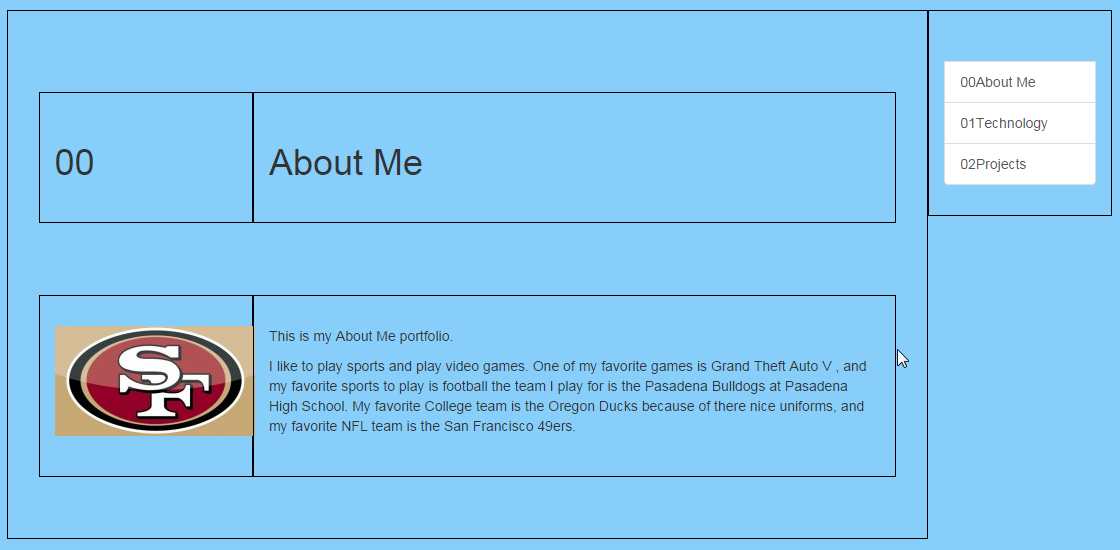 00
About Me
00About Me
01Technology
02Projects
SF
This is my About Me portfolio.
I like to play sports and play video games. One of my favorite games is Grand Theft Auto V , and
my favorite sports to play is football the team I play for is the Pasadena Bulldogs at Pasadena
High School. My favorite College team is the Oregon Ducks because of there nice uniforms, and
my favorite NFL team is the San Francisco 49ers.